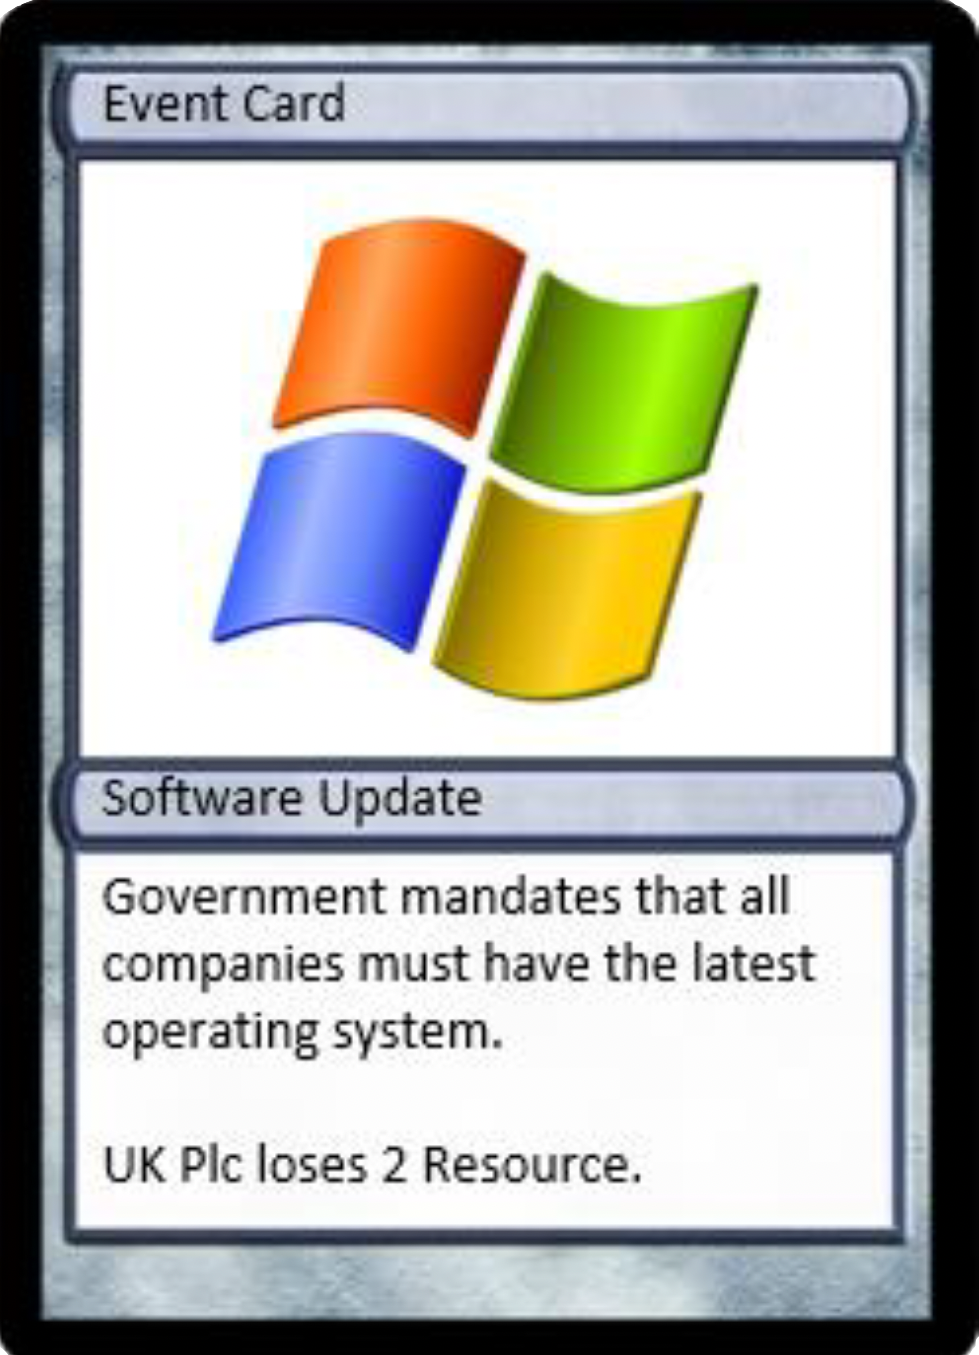 Event Card
Software Update
Government mandates that all
companies must have the latest
operating system.
UK Plc loses 2 Resource.